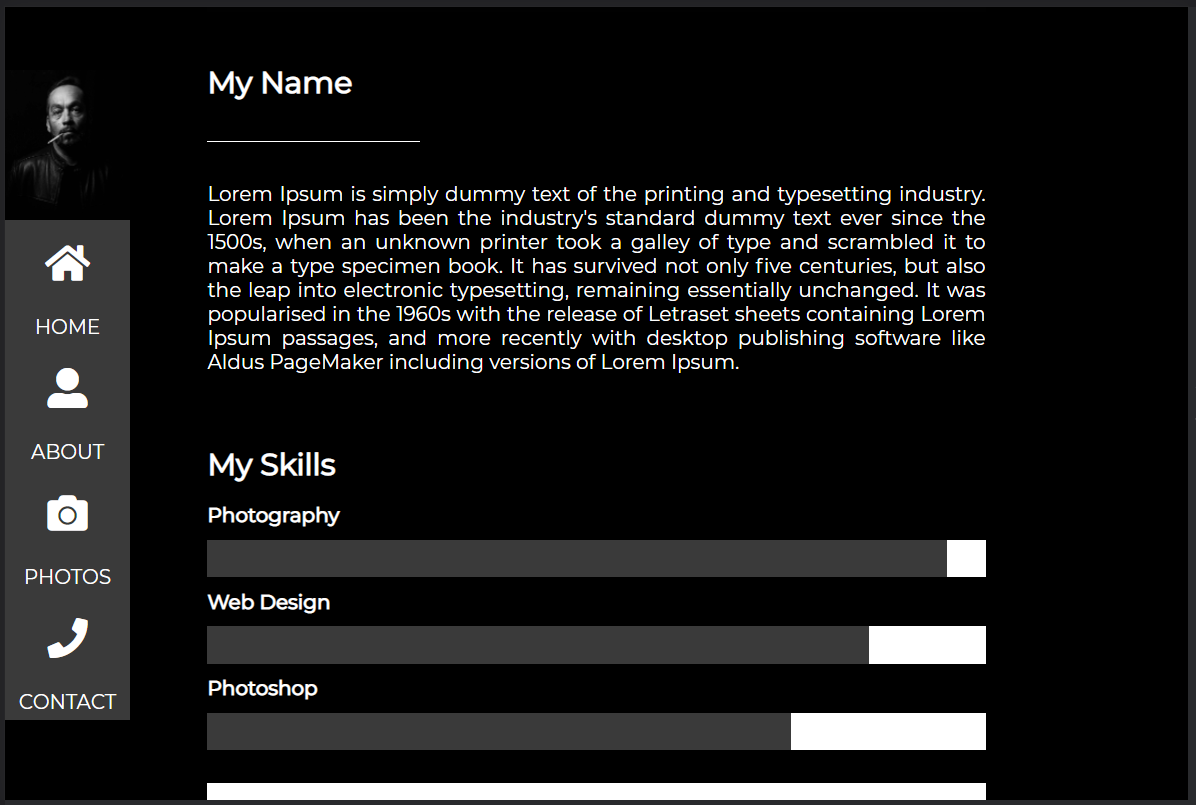 My Name
Lorem Ipsum is simply dummy text of the printing and typesetting industry.
Lorem Ipsum has been the industry's standard dummy text ever since the
1500s, when an unknown printer took a galley of type and scrambled it to
make a type specimen book. It has survived not only five centuries, but also
the leap into electronic typesetting, remaining essentially unchanged. It was
popularised in the 1960s with the release of Letraset sheets containing Lorem
Ipsum passages, and more recently with desktop publishing software like
Aldus PageMaker including versions of Lorem Ipsum.
My Skills
Photography
Web Design
Photoshop
HOME
ABOUT
PHOTOS
CONTACT